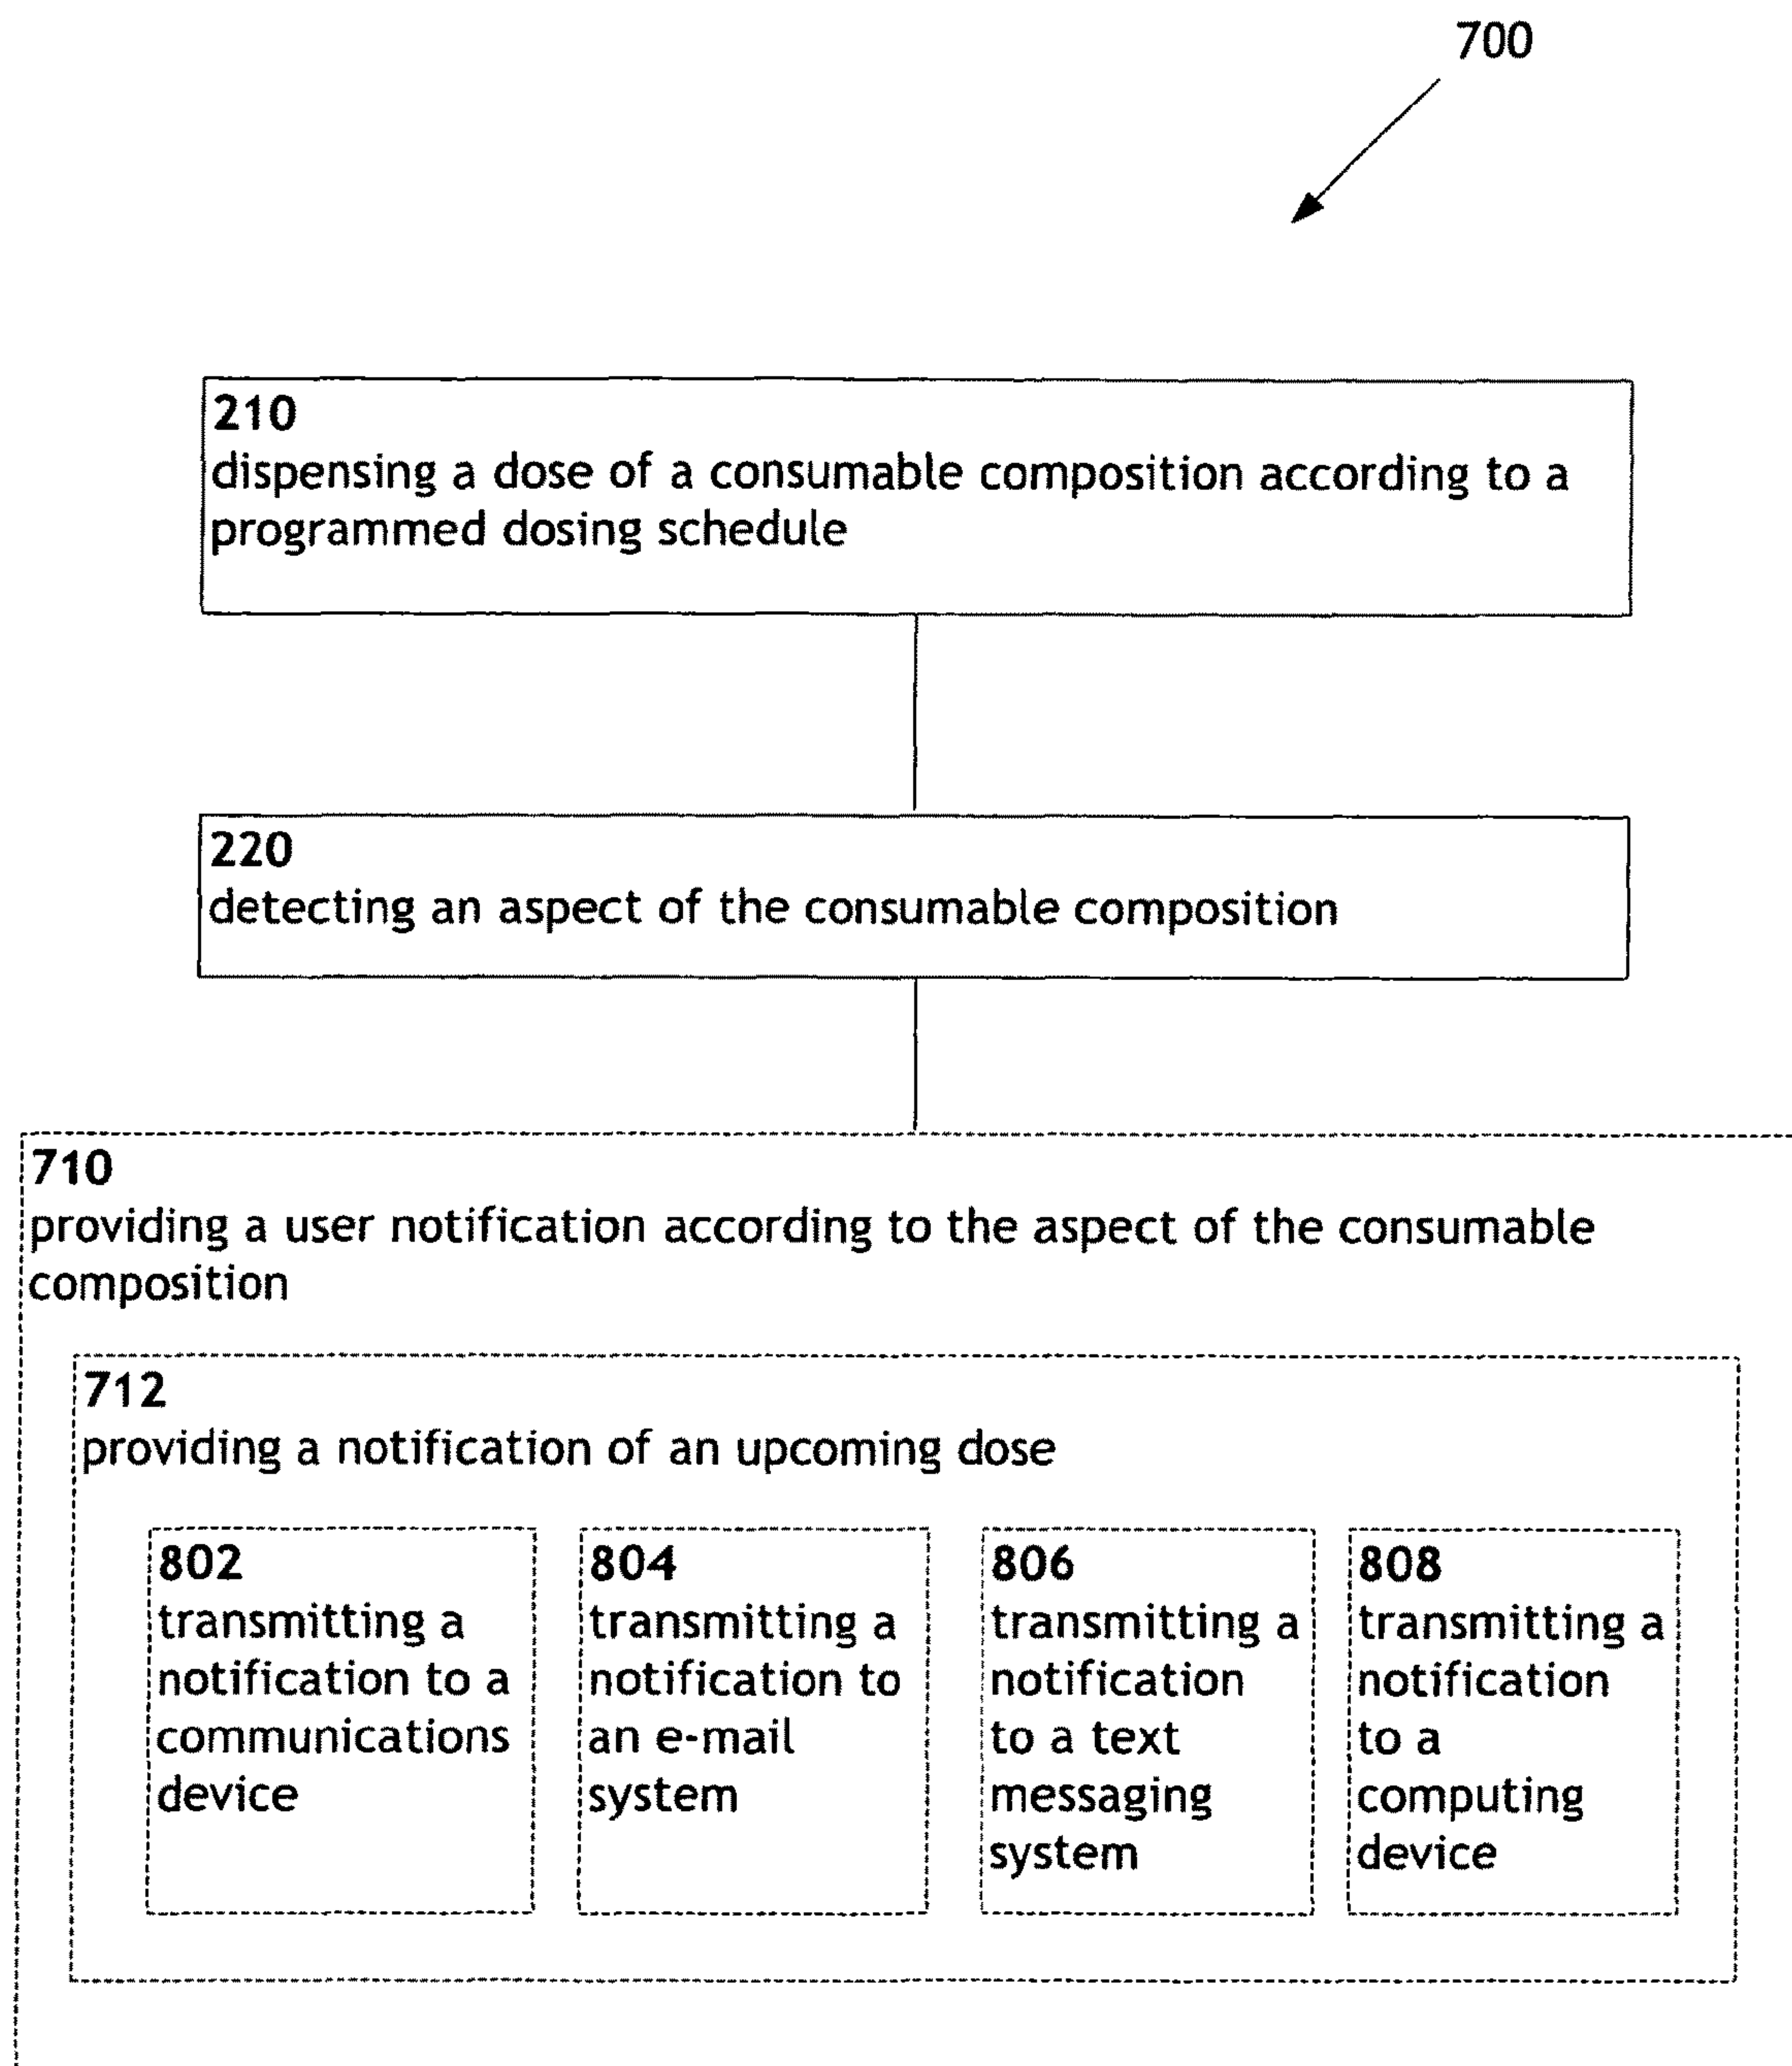 700
210
dispensing a dose of a consumable composition according to a
programmed dosing schedule
220
detecting an aspect of the consumable composition
710
providing a user notification according to the aspect of the consumable
composition
712
providing a notification of an upcoming dose
802
transmitting a
notification to a
communications
device
804
transmitting a
notification to
an e-mail
system
806
transmitting a
notification
to a text
messaging
system
808
transmitting a
notification
to a
computing
device